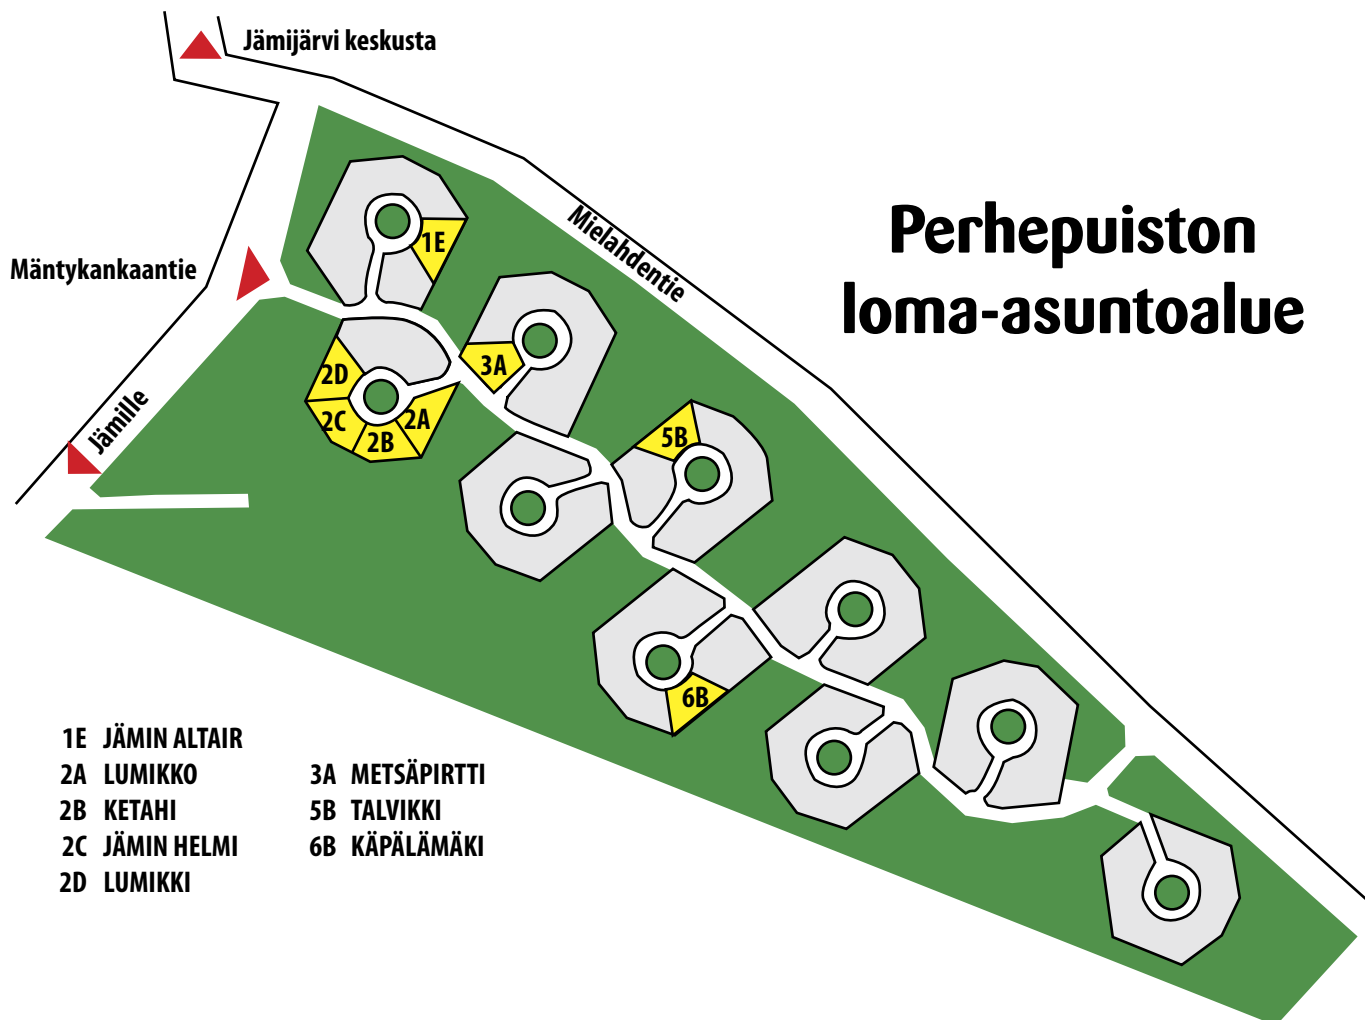 Jämijärvi keskusta
Perhepuiston
loma-asuntoalue
Mielahdentie
Mäntykankaantie
Jämille
1E
2D
2C
2B
2A
3A
5B
6B
1E JÄMIN ALTAIR
2A LUMIKKO
2B KETAHI
2C JÄMIN HELMI
2D LUMIKKI
3A METSÄPIRTTI
5B TALVIKKI
6B KÄPÄLÄMÄKI